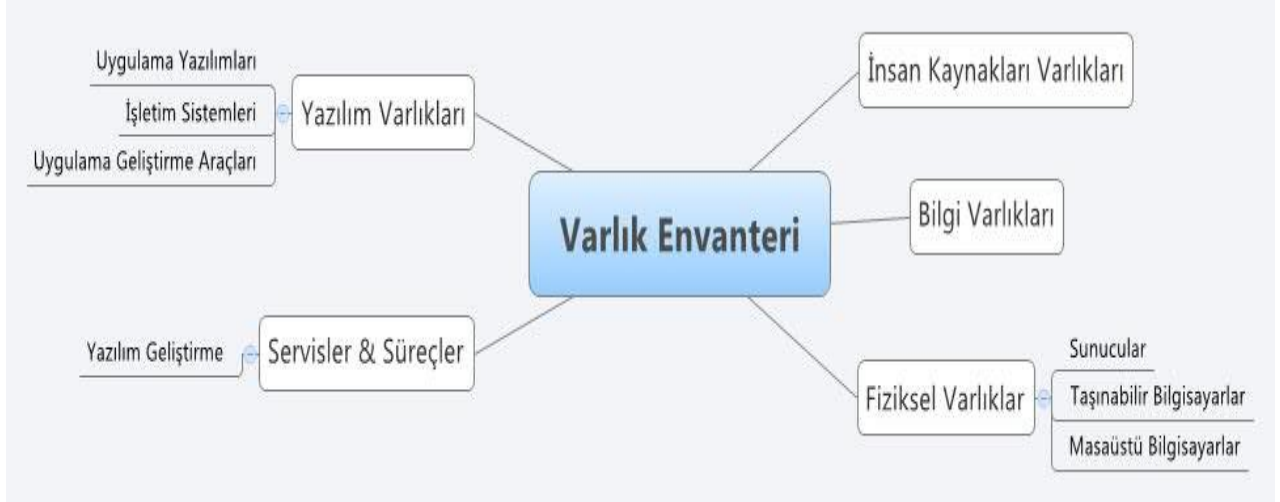 Uygulama Yazılımları
İşletim Sistemleri
Uygulama Geliştirme Araçları
Yazılım Varlıkları
İnsan Kaynakları Varlıkları
Varlık Envanteri
Bilgi Varlıkları
Yazılım Geliştirme
Servisler & Süreçler
Fiziksel Varlıklar
Sunucular
Taşınabilir Bilgisayarlar
Masaüstü Bilgisayarlar